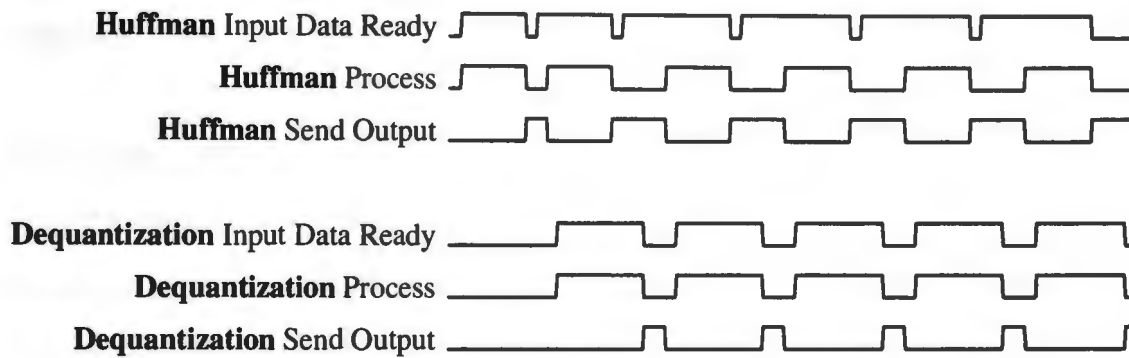 Huffman Input Data Ready
Huffman Process
Huffman Send Output
Dequantization Input Data Ready
Dequantization Process
Dequantization Send Output